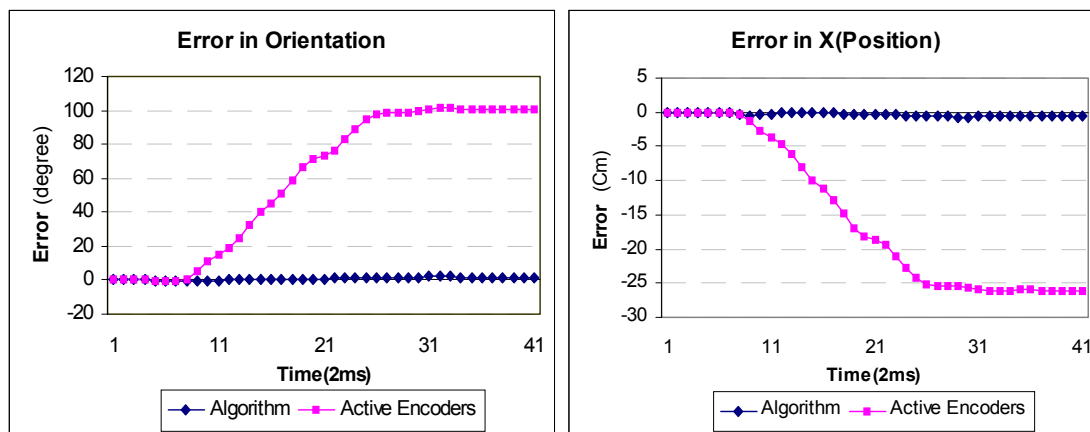 Error in Orientation
120
100
80
60
40
20
0
-20
Error (degree)
1 11 21 31 41
Time(2ms)
Algorithm Active Encoders
Error in X(Position)
5
0
-5
-10
-15
-20
-25
-30
Error (Cm)
1 11 21 31 41
Time(2ms)
Algorithm Active Encoders